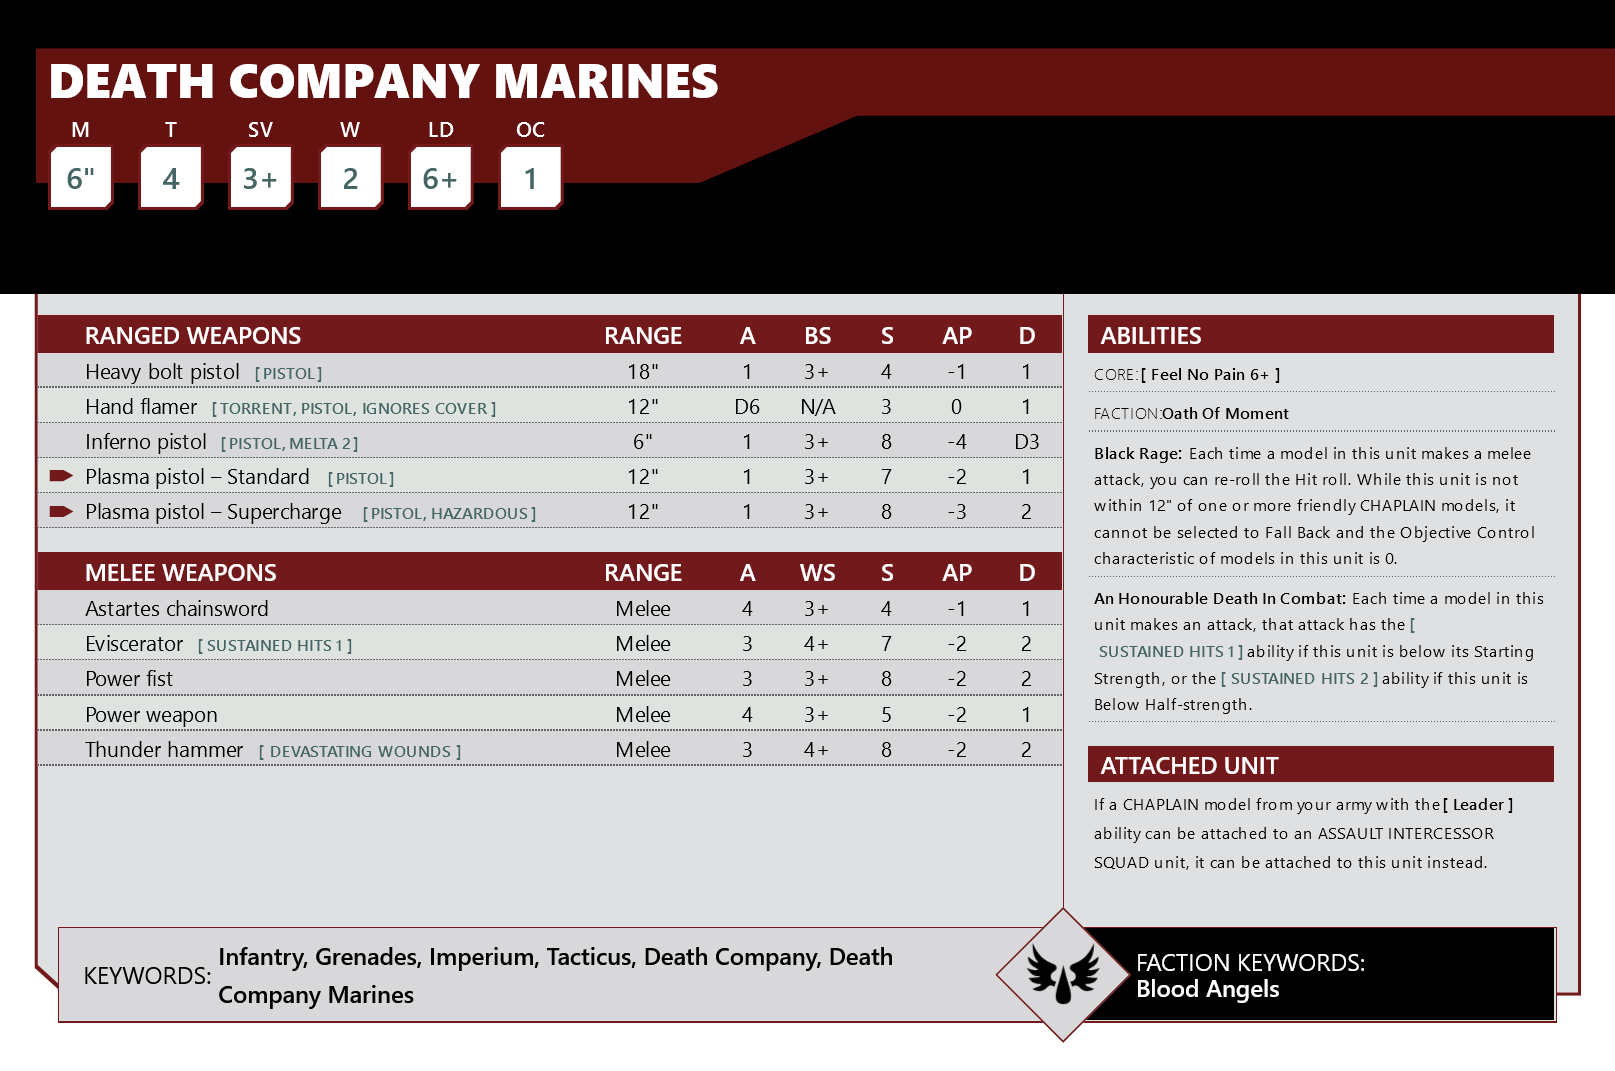 DEATH COMPANY MARINES
M T SV W LD OC
6" 4 3+ 2 6+ 1
RANGED WEAPONS RANGE A BS S AP D
Heavy bolt pistol [ PISTOL ] 18" 1 3+ 4 -1 1
Hand flamer [ TORRENT, PISTOL, IGNORES COVER ] 12" D6 N/A 3 0 1
Inferno pistol [ PISTOL, MELTA 2 ] 6" 1 3+ 8 -4 D3
Plasma pistol – Standard [ PISTOL ] 12" 1 3+ 7 -2 1
Plasma pistol – Supercharge [ PISTOL, HAZARDOUS ] 12" 1 3+ 8 -3 2
MELEE WEAPONS RANGE A WS S AP D
Astartes chainsword Melee 4 3+ 4 -1 1
Eviscerator [ SUSTAINED HITS 1 ] Melee 3 4+ 7 -2 2
Power fist Melee 3 3+ 8 -2 2
Power weapon Melee 4 3+ 5 -2 1
Thunder hammer [ DEVASTATING WOUNDS ] Melee 3 4+ 8 -2 2
ABILITIES
CORE:[ Feel No Pain 6+ ]
FACTION:Oath Of Moment
Black Rage: Each time a model in this unit makes a melee
attack, you can re-roll the Hit roll. While this unit is not
within 12" of one or more friendly CHAPLAIN models, it
cannot be selected to Fall Back and the Objective Control
characteristic of models in this unit is 0.
An Honourable Death In Combat: Each time a model in this
unit makes an attack, that attack has the [
SUSTAINED HITS 1 ] ability if this unit is below its Starting
Strength, or the [ SUSTAINED HITS 2 ] ability if this unit is
Below Half-strength.
ATTACHED UNIT
If a CHAPLAIN model from your army with the [ Leader ]
ability can be attached to an ASSAULT INTERCESSOR
SQUAD unit, it can be attached to this unit instead.
KEYWORDS: Infantry, Grenades, Imperium, Tacticus, Death Company, Death
Company Marines
FACTION KEYWORDS:
Blood Angels